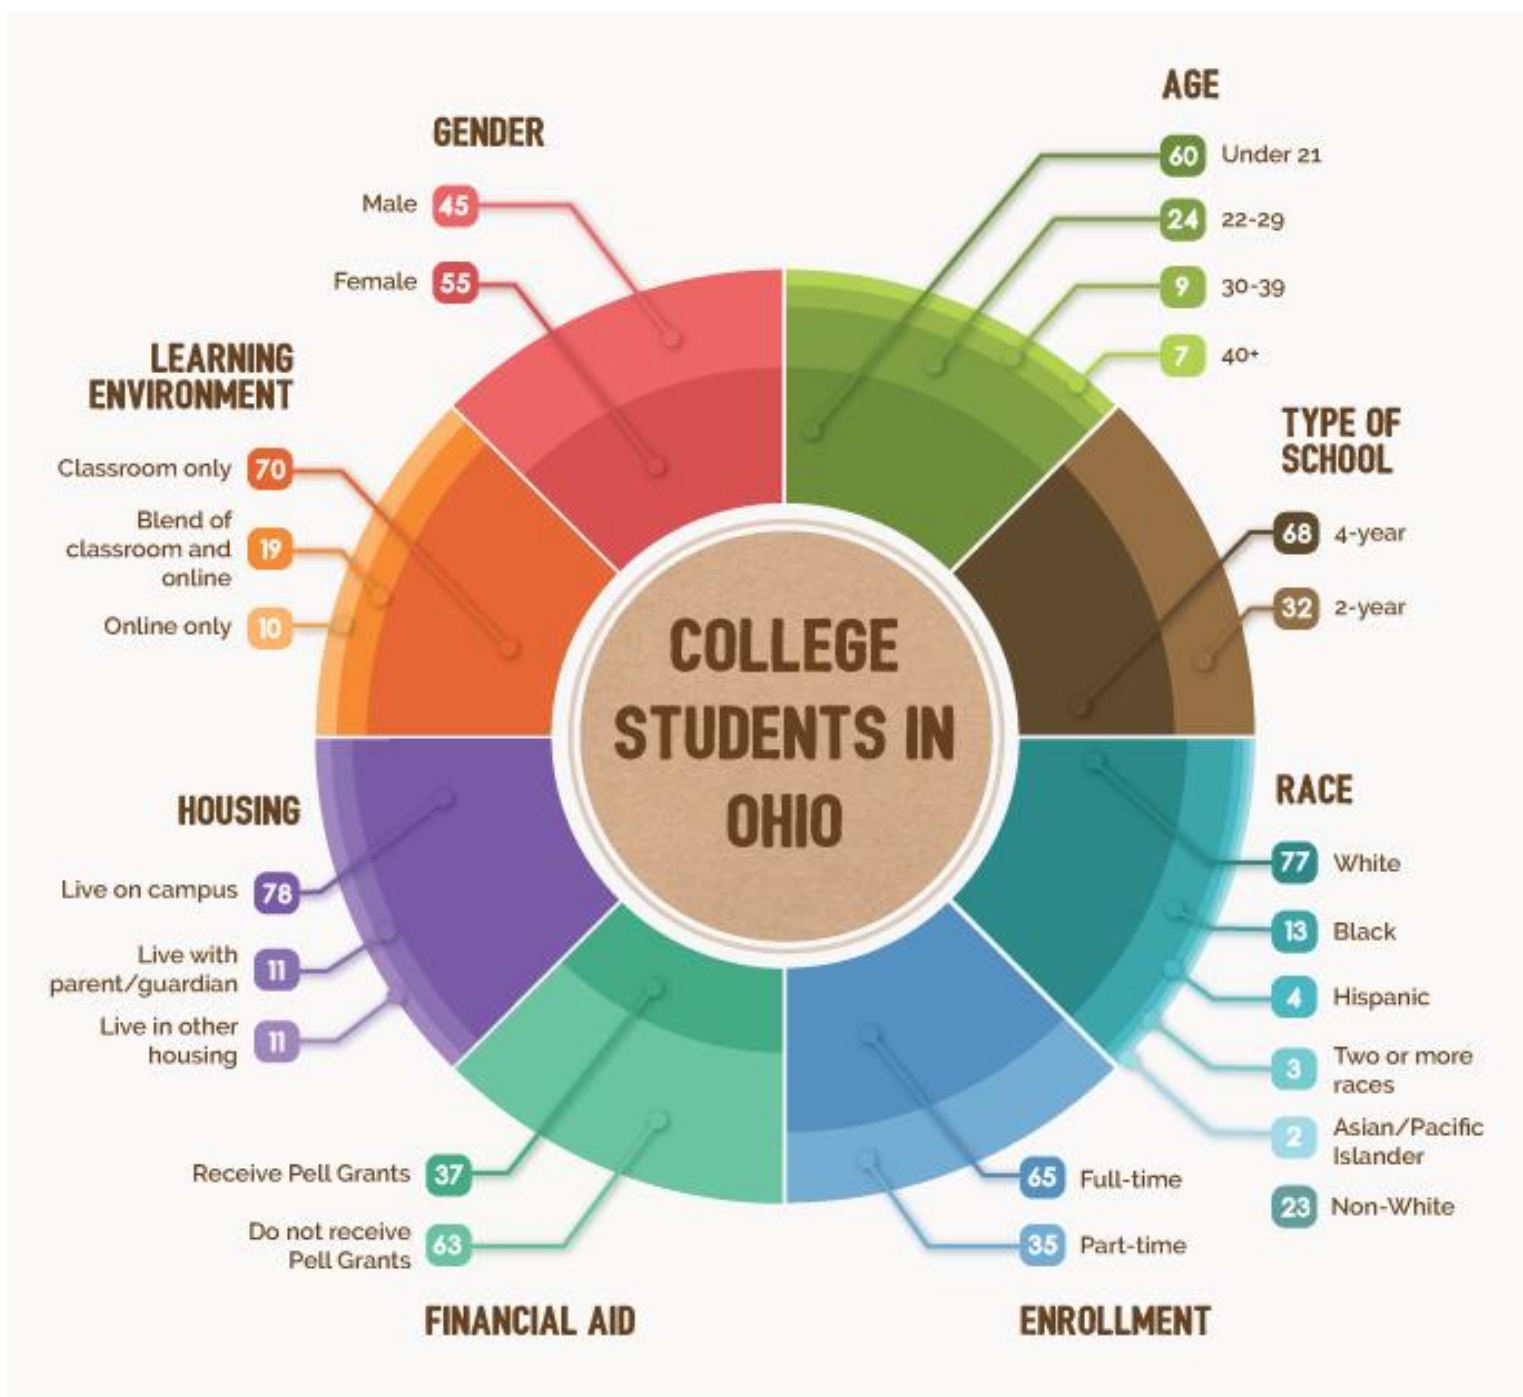 GENDER
Male 45
Female 55
AGE
60 Under 21
24 22-29
9 30-39
7 40+
LEARNING
ENVIRONMENT
Classroom only 70
Blend of
classroom and 19
online
Online only 10
TYPE OF
SCHOOL
68 4-year
32 2-year
COLLEGE
STUDENTS IN
OHIO
HOUSING
Live on campus 78
Live with
parent/guardian 11
Live in other
housing 11
RACE
77 White
13 Black
4 Hispanic
3 Two or more
races
2 Asian/Pacific
Islander
23 Non-White
Receive Pell Grants 37
Do not receive
Pell Grants 63
FINANCIAL AID
65 Full-time
35 Part-time
ENROLLMENT